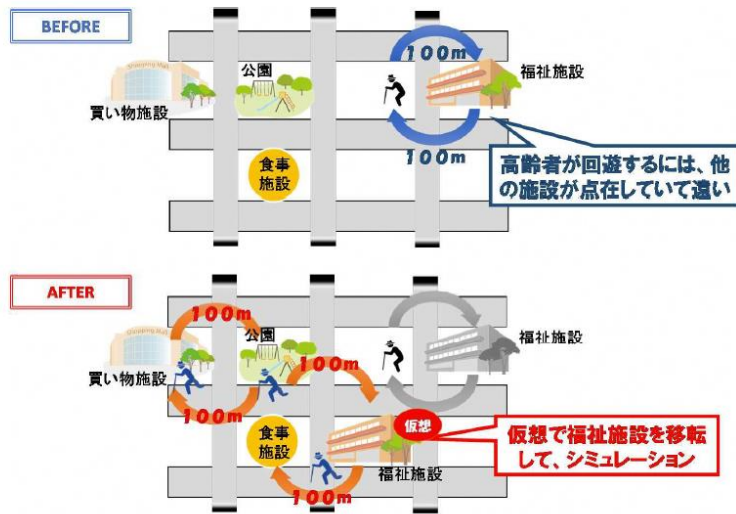 BEFORE
100m
公園
福祉施設
買い物施設
100m
食事
施設
高齢者が回遊するには、他
の施設が点在していて遠い
AFTER
100m
公園
100m
福祉施設
買い物施設
100m
仮想
食事
施設
仮想で福祉施設を移転
して、シミュレーション
福祉施設
100m